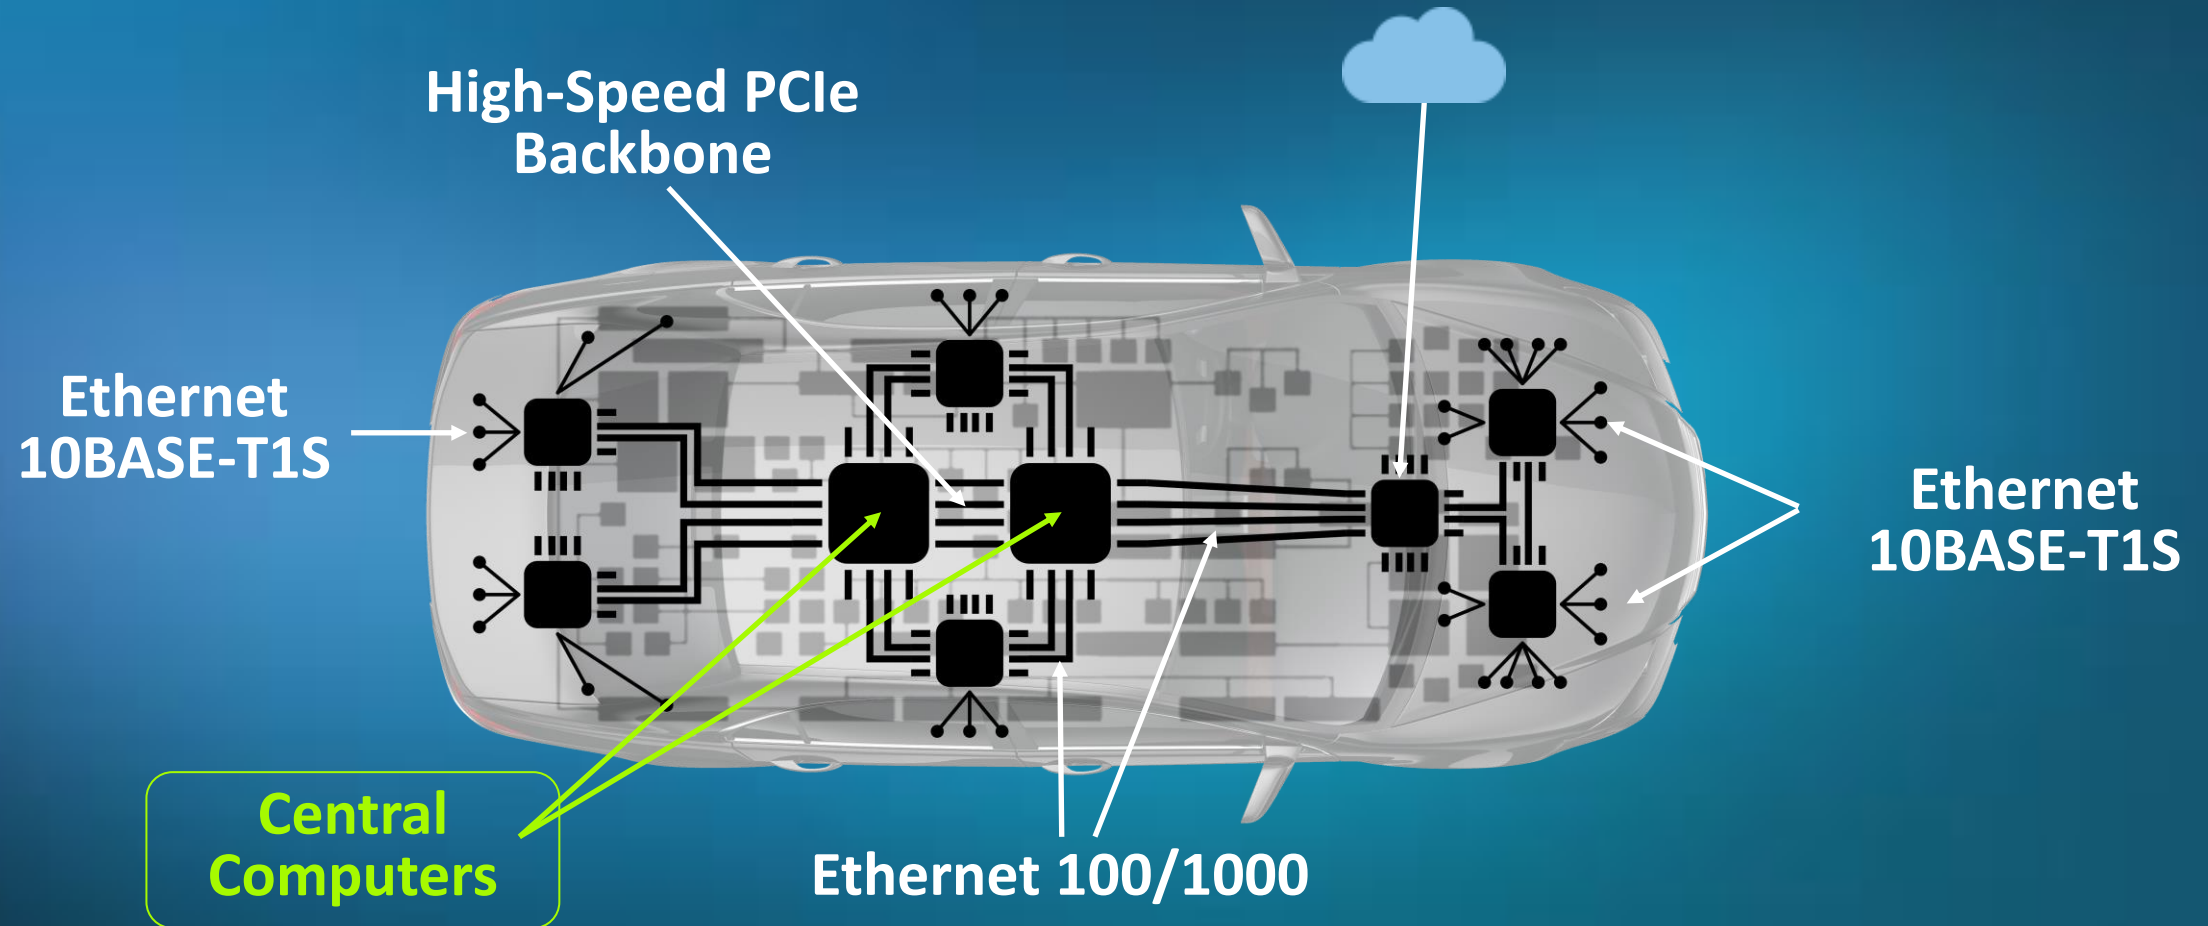 High-Speed PCIe
Backbone
Ethernet
10BASE-T1S
Ethernet
10BASE-T1S
Central
Computers
Ethernet 100/1000